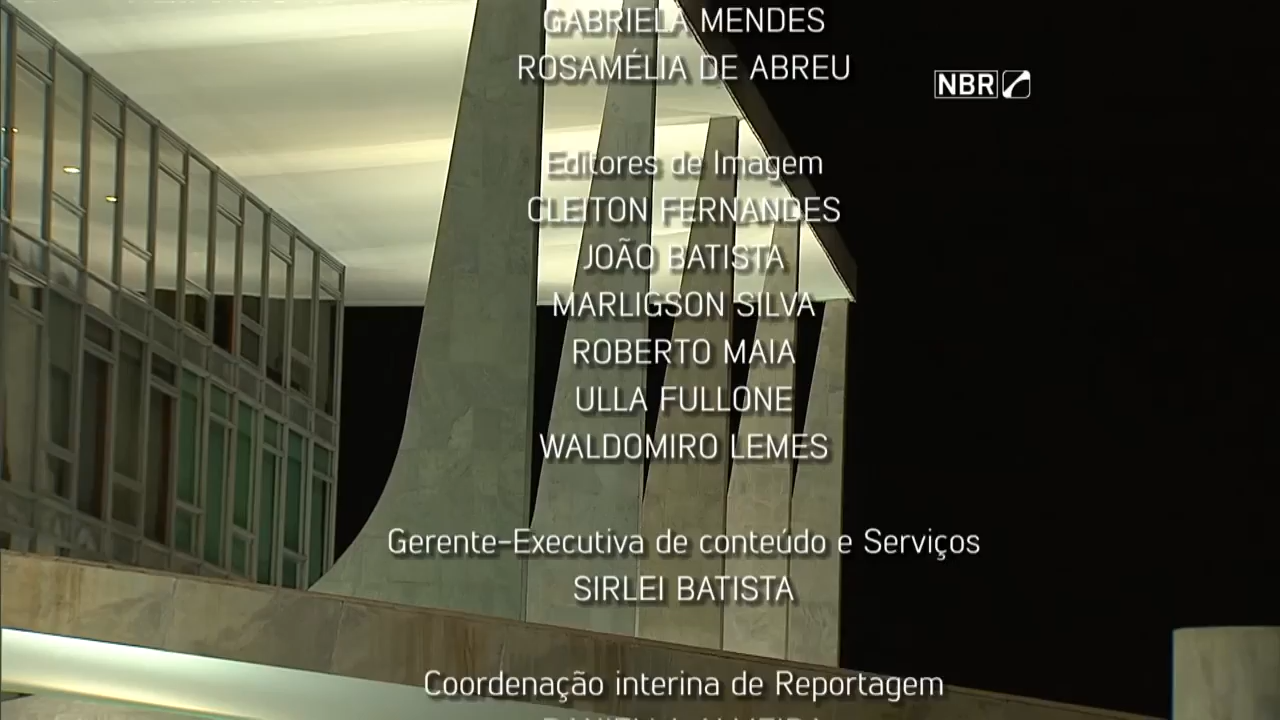 GABRIELA MENDES
ROSAMÉLIA DE ABREU
NBR
Editores de Imagem
CLEITON FERNANDES
JOÃO BATISTA
MARLIGSON SILVA
ROBERTO MAIA
ULLA FULLONE
WALDOMIRO LEMES
Gerente-Executiva de conteúdo e Serviços
SIRLEI BATISTA
Coordenação interina de Reportagem